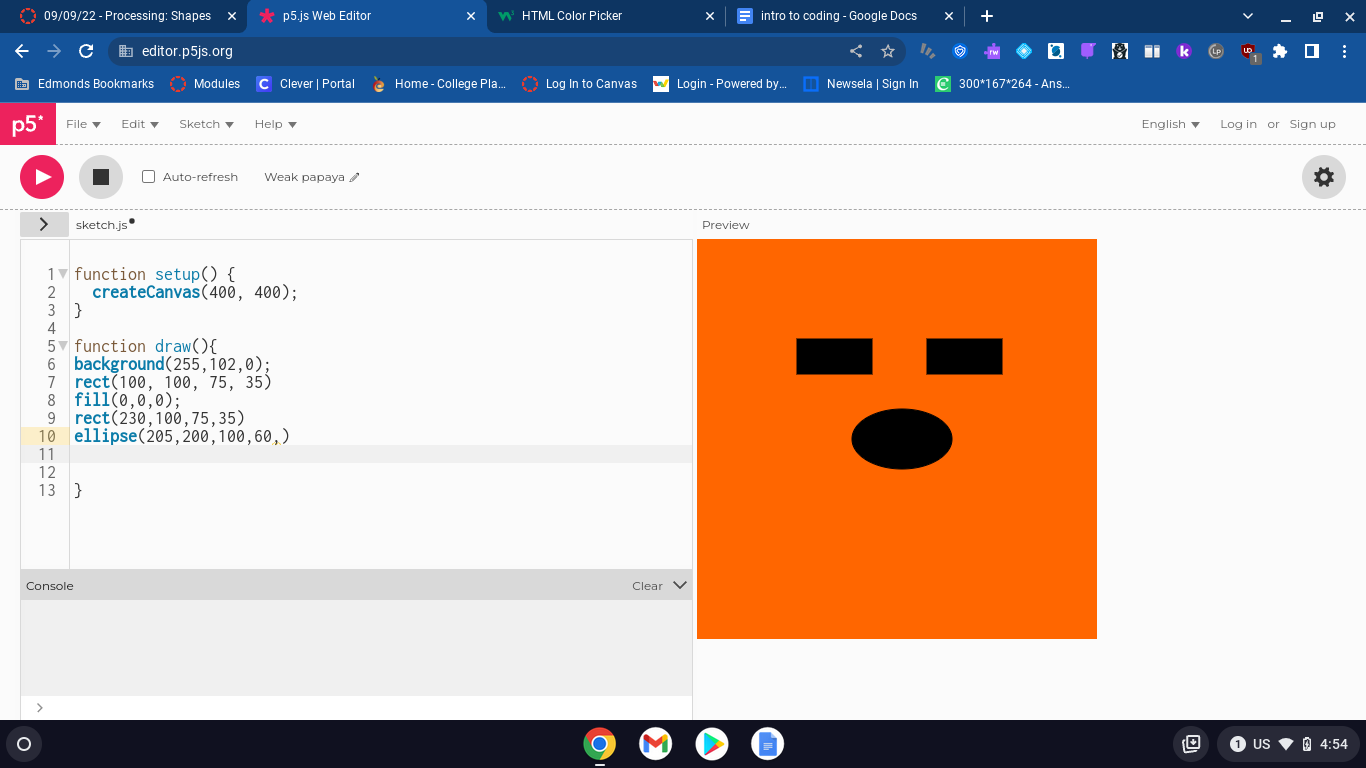 09/09/22 - Processing: Shapes
p5.js Web Editor
HTML Color Picker
intro to coding - Google Docs
editor.p5js.org
Edmonds Bookmarks
Modules
Clever | Portal
Home - College Pla...
Log In to Canvas
Login - Powered by...
Newsela | Sign In
300*167*264 - Ans...
p5*
File
Edit
Sketch
Help
English
Log in
or
Sign up
Auto-refresh
Weak papaya
sketch.js
Preview
1 function setup() {
2 createCanvas(400, 400);
3 }
4
5 function draw(){
6 background(255,102,0);
7 rect(100, 100, 75, 35)
8 fill(0,0,0);
9 rect(230,100,75,35)
10 ellipse(205,200,100,60,)
11
12
13 }
Console
Clear
>
1 US 4:54